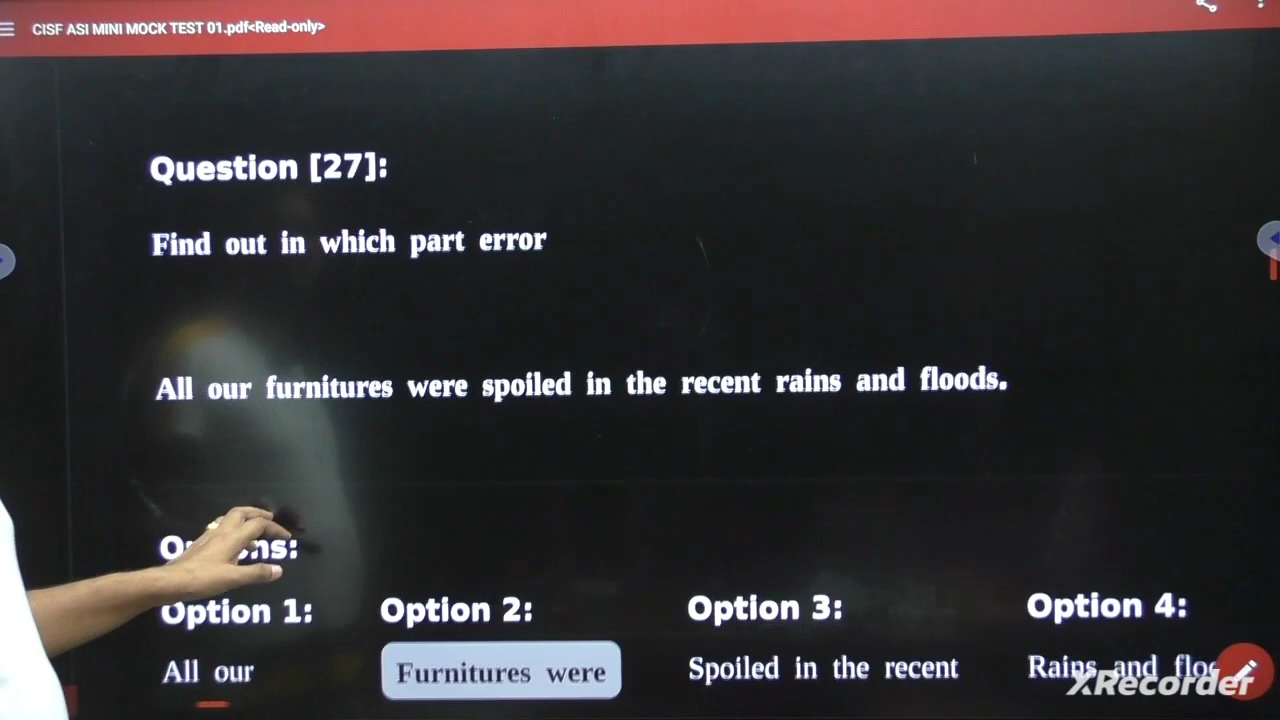 CISF ASI MINI MOCK TEST 01.pdf<Read-only>
Question [27]:
Find out in which part error
All our furnitures were spoiled in the recent rains and floods.
Option 1: Option 2: Option 3: Option 4:
All our Furnitures were Spoiled in the recent Rains and
XRecorder